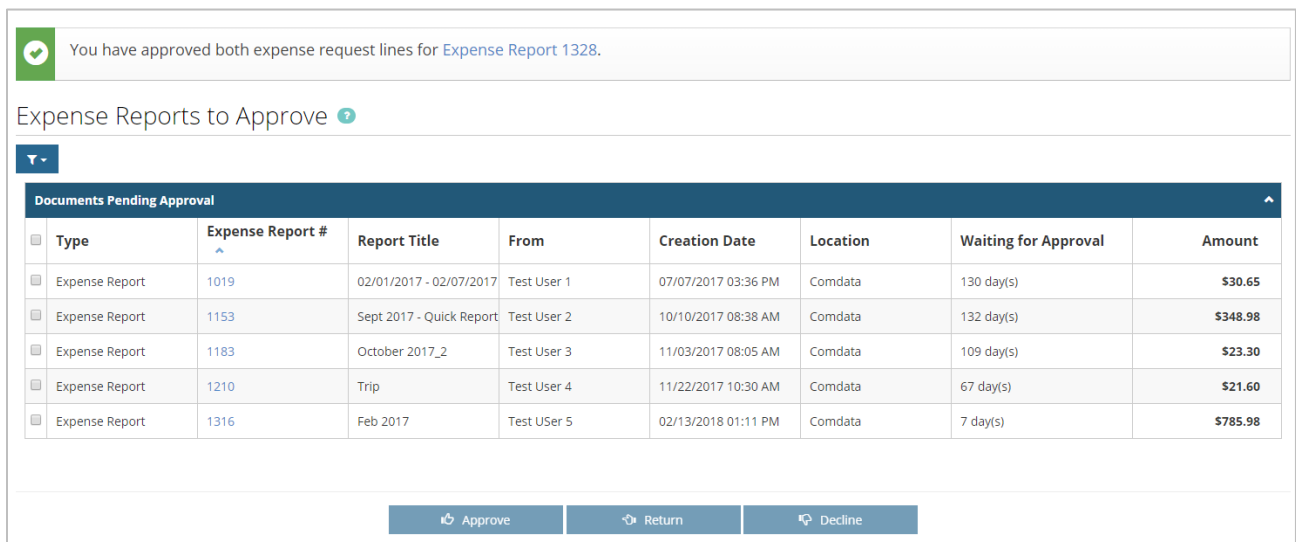 You have approved both expense request lines for Expense Report 1328.
Expense Reports to Approve ?
Documents Pending Approval
Type Expense Report # Report Title From Creation Date Location Waiting for Approval Amount
Expense Report 1019 02/01/2017 - 02/07/2017 Test User 1 07/07/2017 03:36 PM Comdata 130 day(s) $30.65
Expense Report 1153 Sept 2017 - Quick Report Test User 2 10/10/2017 08:38 AM Comdata 132 day(s) $348.98
Expense Report 1183 October 2017_2 Test User 3 11/03/2017 08:05 AM Comdata 109 day(s) $23.30
Expense Report 1210 Trip Test User 4 11/22/2017 10:30 AM Comdata 67 day(s) $21.60
Expense Report 1316 Feb 2017 Test USer 5 02/13/2018 01:11 PM Comdata 7 day(s) $785.98
Approve Return Decline